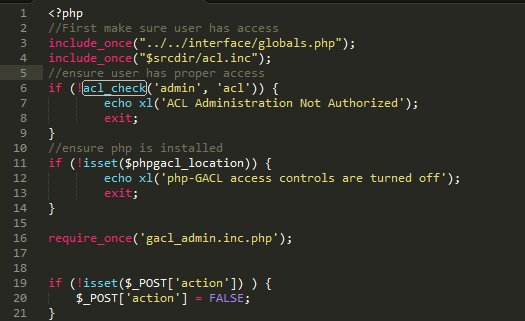 1 <?php
2 //First make sure user has access
3 include_once("../../interface/globals.php");
4 include_once("$srcdir/acl.inc");
5 //ensure user has proper access
6 if (!acl_check('admin', 'acl')) {
7 echo xl('ACL Administration Not Authorized');
8 exit;
9 }
10 //ensure php is installed
11 if (!isset($phpgacl_location)) {
12 echo xl('php-GACL access controls are turned off');
13 exit;
14 }
15
16 require_once('gacl_admin.inc.php');
17
18
19 if (!isset($_POST['action']) ) {
20 $_POST['action'] = FALSE;
21 }